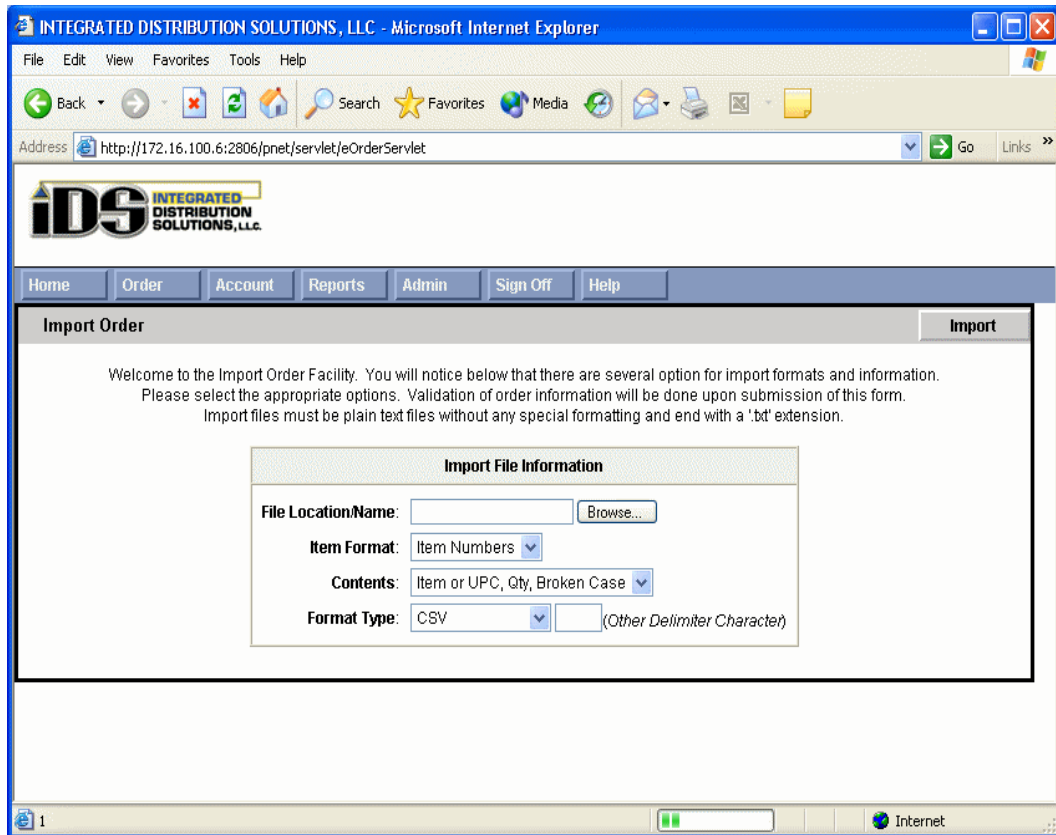 INTEGRATED DISTRIBUTION SOLUTIONS, LLC - Microsoft Internet Explorer
File Edit View Favorites Tools Help
Back Search Favorites Media
Address http://172.16.100.6:2806/pnet/servlet/eOrderServlet Go Links »
iDS INTEGRATED
DISTRIBUTION
SOLUTIONS, L.L.C.
Home Order Account Reports Admin Sign Off Help
Import Order Import
Welcome to the Import Order Facility. You will notice below that there are several option for import formats and information.
Please select the appropriate options. Validation of order information will be done upon submission of this form.
Import files must be plain text files without any special formatting and end with a '.txt' extension.
Import File Information
File Location/Name: Browse...
Item Format: Item Numbers
Contents: Item or UPC, Qty, Broken Case
Format Type: CSV (Other Delimiter Character)
1 Internet